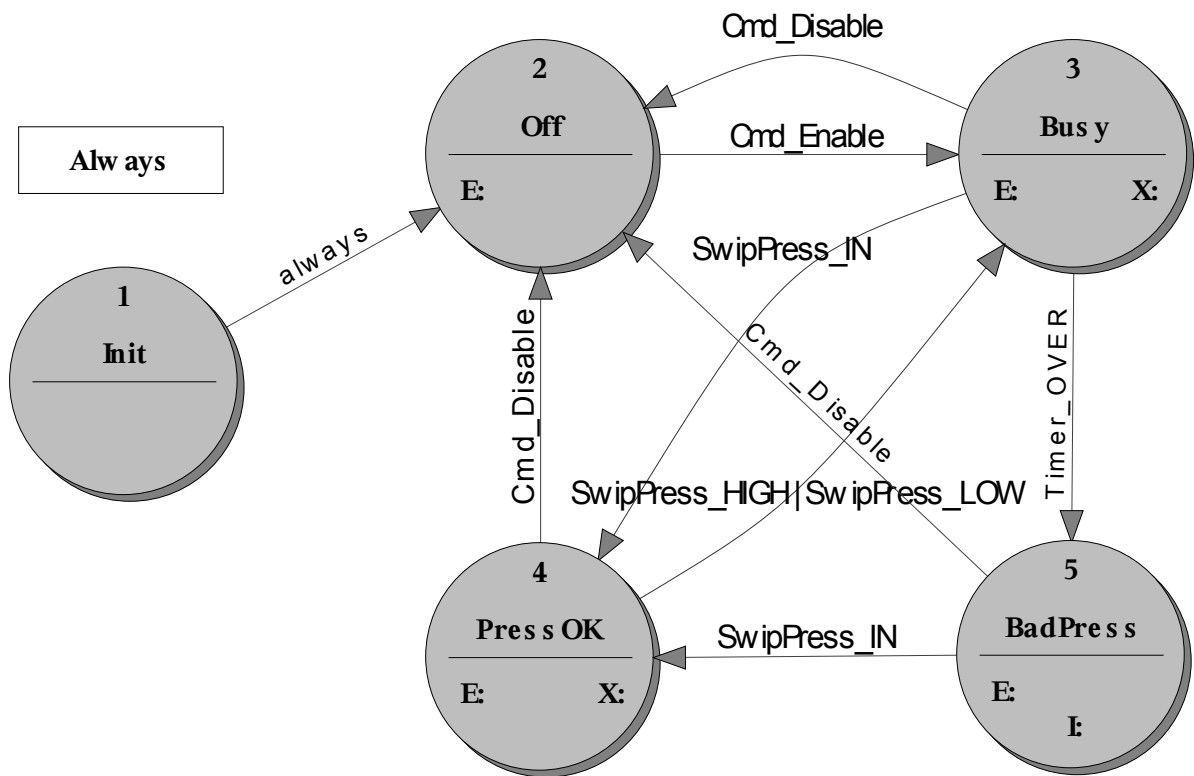 Cmd_Disable
2
Off
E:
3
Busy
E: X:
Cmd_Enable
Always
always
SwipPress_IN
1
Init
Cmd_Disable
Cmd_Disable
Timer_OVER
SwipPress_HIGH|SwipPress_LOW
4
PressOK
E: X:
SwipPress_IN
5
BadPress
E:
I: